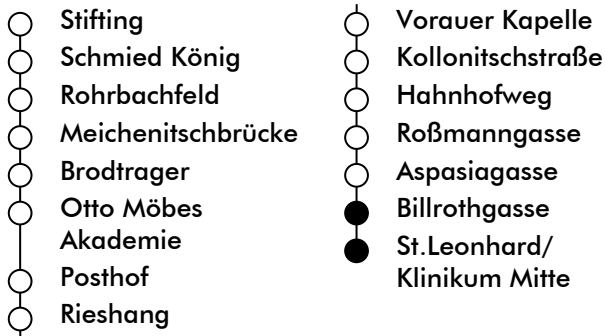 Stifting
Schmied König
Rohrbachfeld
Meichenitschbrücke
Brodtrager
Otto Möbes
Akademie
Posthof
Rieshang
Vorauer Kapelle
Kollonitschstraße
Hahnhofweg
Roßmanngasse
Aspasiagasse
Billrothgasse
St.Leonhard/
Klinikum Mitte